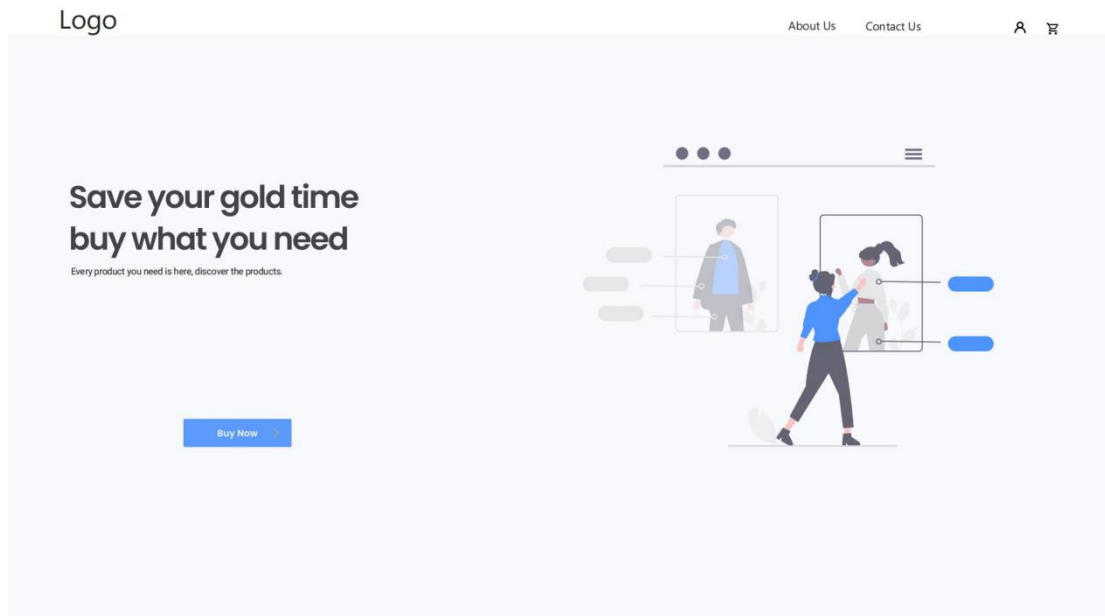 Logo
About Us
Contact Us
Save your gold time
buy what you need
Every product you need is here, discover the products.
Buy Now